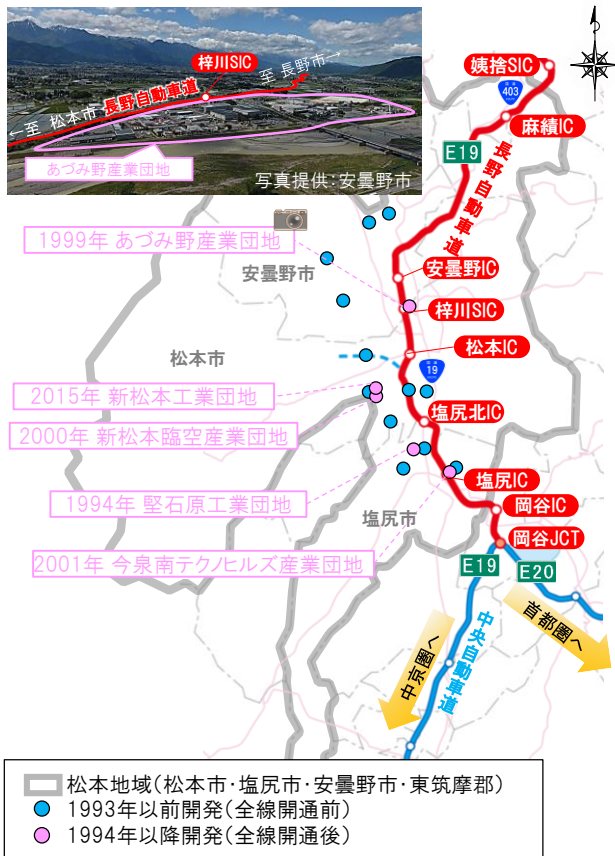 梓川SIC
至 長野市→
←至 松本市 長野自動車道
あづみ野産業団地
写真提供:安曇野市
姨捨SIC
国道
403
麻績IC
E19
長野自動車道
1999年 あづみ野産業団地
安曇野市
安曇野IC
梓川SIC
松本市
松本IC
19
2015年 新松本工業団地
塩尻北IC
2000年 新松本臨空産業団地
1994年 堅石原工業団地
塩尻IC
塩尻市
岡谷IC
岡谷JCT
2001年 今泉南テクノヒルズ産業団地
E19
E20
首都圏へ
中京圏へ
中央自動車道
松本地域(松本市・塩尻市・安曇野市・東筑摩郡)
1993年以前開発(全線開通前)
1994年以降開発(全線開通後)